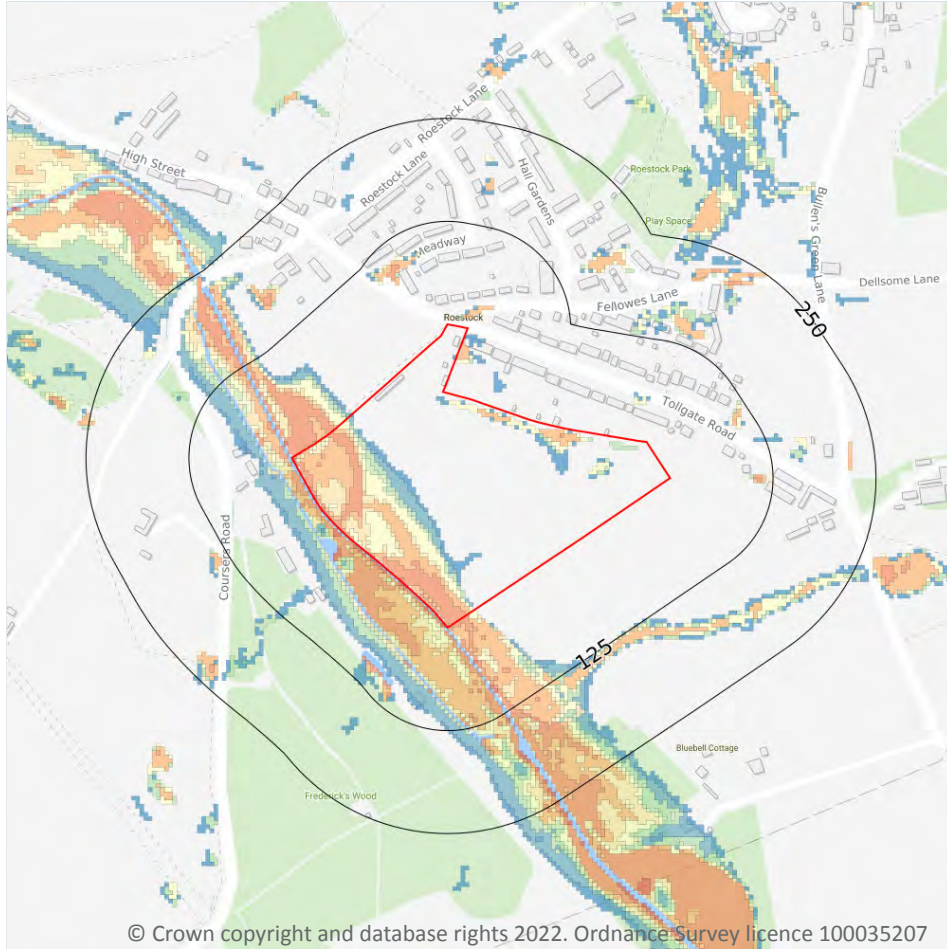 Roestock Lane
High Street
Roestock Lane
Hall Gardens
Roestock Park
Bullen's Green Lane
Play Space
Meadway
Dellsome Lane
Fellowes Lane
250
Roestock
Tollgate Road
Coursers Road
125
Bluebell Cottage
Frederick's Wood
© Crown copyright and database rights 2022. Ordnance Survey licence 100035207